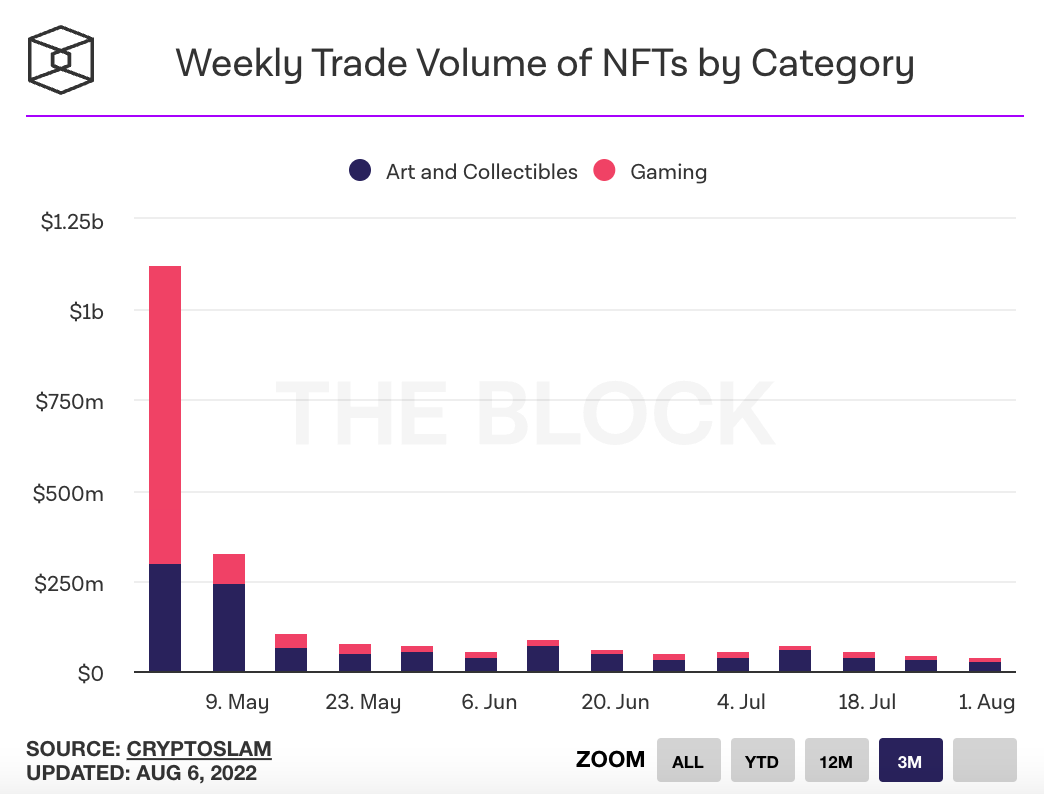 Weekly Trade Volume of NFTs by Category
Art and Collectibles Gaming
$1.25b
$1b
$750m
$500m
$250m
$0
THE BLOCK
9. May 23. May 6. Jun 20. Jun 4. Jul 18. Jul 1. Aug
SOURCE: CRYPTOSLAM
UPDATED: AUG 6, 2022
ZOOM ALL YTD 12M 3M